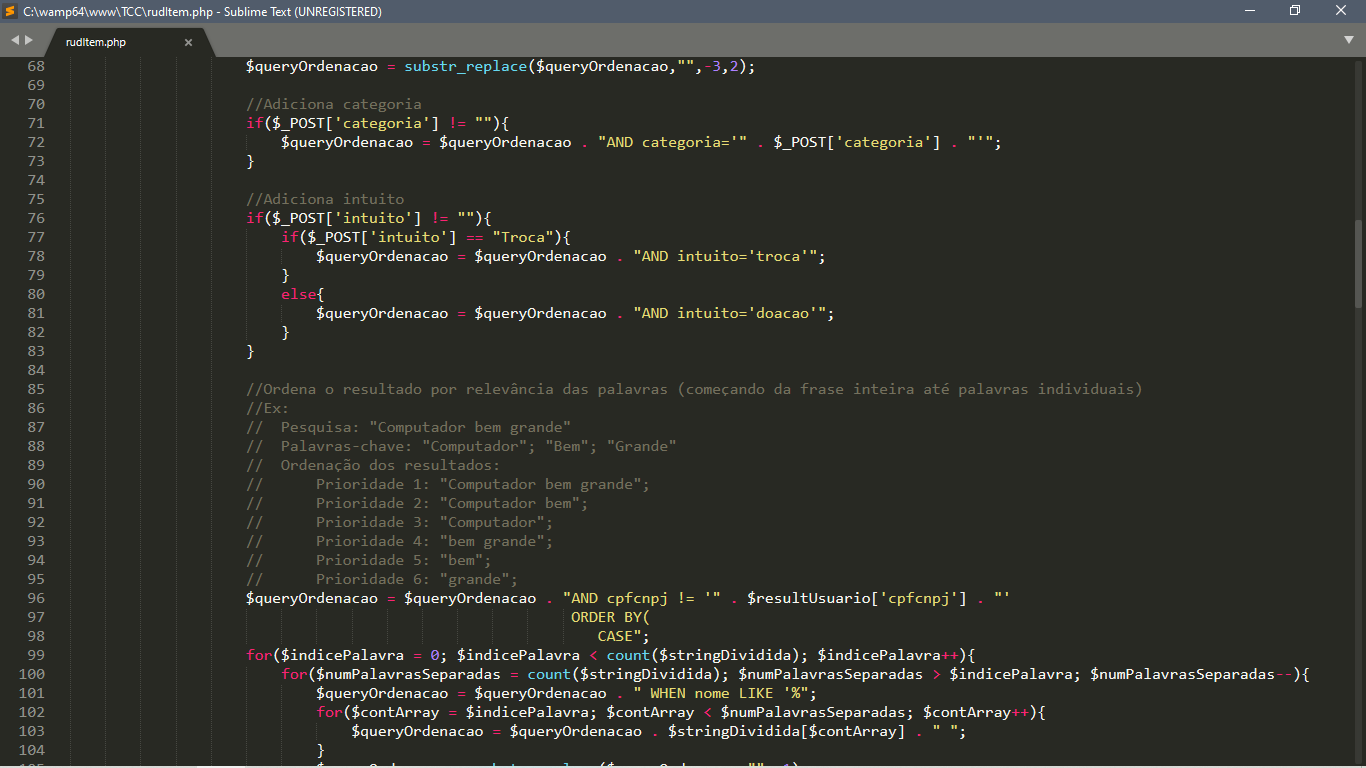 C:\wamp64\www\TCC\rudItem.php - Sublime Text (UNREGISTERED)
rudItem.php
68 $queryOrdenacao = substr_replace($queryOrdenacao,"",-3,2);
69
70 //Adiciona categoria
71 if($_POST['categoria'] != ""){
72 $queryOrdenacao = $queryOrdenacao . "AND categoria='" . $_POST['categoria'] . "'";
73 }
74
75 //Adiciona intuito
76 if($_POST['intuito'] != ""){
77 if($_POST['intuito'] == "Troca"){
78 $queryOrdenacao = $queryOrdenacao . "AND intuito='troca'";
79 }
80 else{
81 $queryOrdenacao = $queryOrdenacao . "AND intuito='doacao'";
82 }
83 }
84
85 //Ordena o resultado por relevância das palavras (começando da frase inteira até palavras individuais)
86 //Ex:
87 // Pesquisa: "Computador bem grande"
88 // Palavras-chave: "Computador"; "Bem"; "Grande"
89 // Ordenação dos resultados:
90 // Prioridade 1: "Computador bem grande";
91 // Prioridade 2: "Computador bem";
92 // Prioridade 3: "Computador";
93 // Prioridade 4: "bem grande";
94 // Prioridade 5: "bem";
95 // Prioridade 6: "grande";
96 $queryOrdenacao = $queryOrdenacao . "AND cpfcnpj != '" . $resultUsuario['cpfcnpj'] . "'
97 ORDER BY(
98 CASE";
99 for($indicePalavra = 0; $indicePalavra < count($stringDividida); $indicePalavra++){
100 for($numPalavrasSeparadas = count($stringDividida); $numPalavrasSeparadas > $indicePalavra; $numPalavrasSeparadas--){
101 $queryOrdenacao = $queryOrdenacao . " WHEN nome LIKE '%";
102 for($contArray = $indicePalavra; $contArray < $numPalavrasSeparadas; $contArray++){
103 $queryOrdenacao = $queryOrdenacao . $stringDividida[$contArray] . " ";
104 }